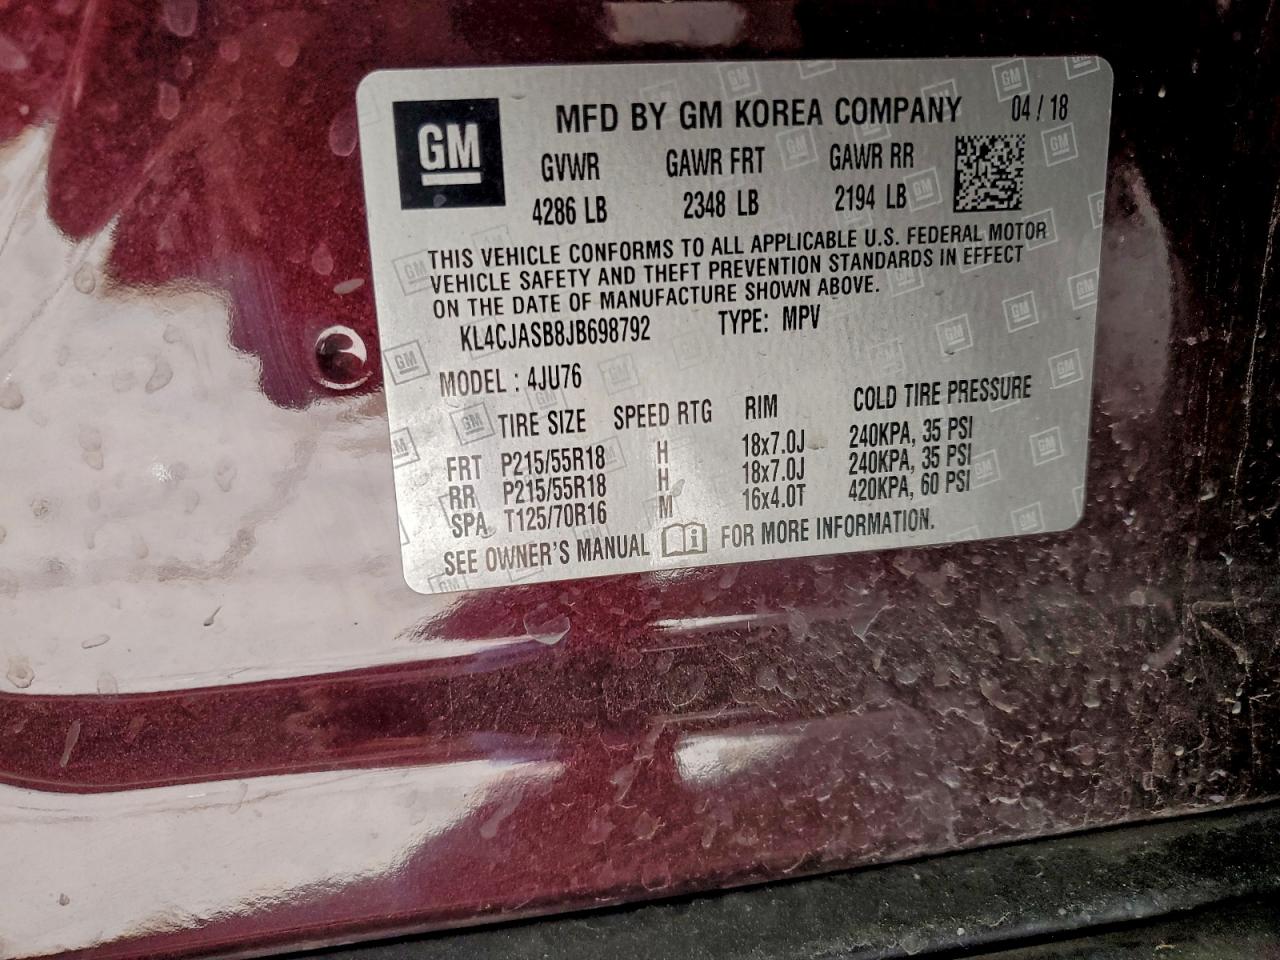 GM
MFD BY GM KOREA COMPANY 04 / 18
GVWR GAWR FRT GAWR RR
4286 LB 2348 LB 2194 LB
THIS VEHICLE CONFORMS TO ALL APPLICABLE U.S. FEDERAL MOTOR
VEHICLE SAFETY AND THEFT PREVENTION STANDARDS IN EFFECT
ON THE DATE OF MANUFACTURE SHOWN ABOVE.
KL4CJASB8JB698792 TYPE: MPV
MODEL : 4JU76
TIRE SIZE SPEED RTG RIM COLD TIRE PRESSURE
FRT P215/55R18 H 18x7.0J 240KPA, 35 PSI
RR P215/55R18 H 18x7.0J 240KPA, 35 PSI
SPA T125/70R16 M 16x4.0T 420KPA, 60 PSI
SEE OWNER'S MANUAL i FOR MORE INFORMATION.